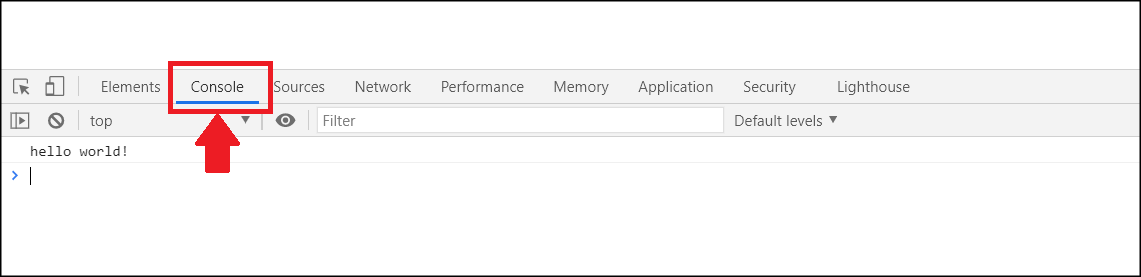 Elements Console Sources Network Performance Memory Application Security Lighthouse
top Filter Default levels
hello world!